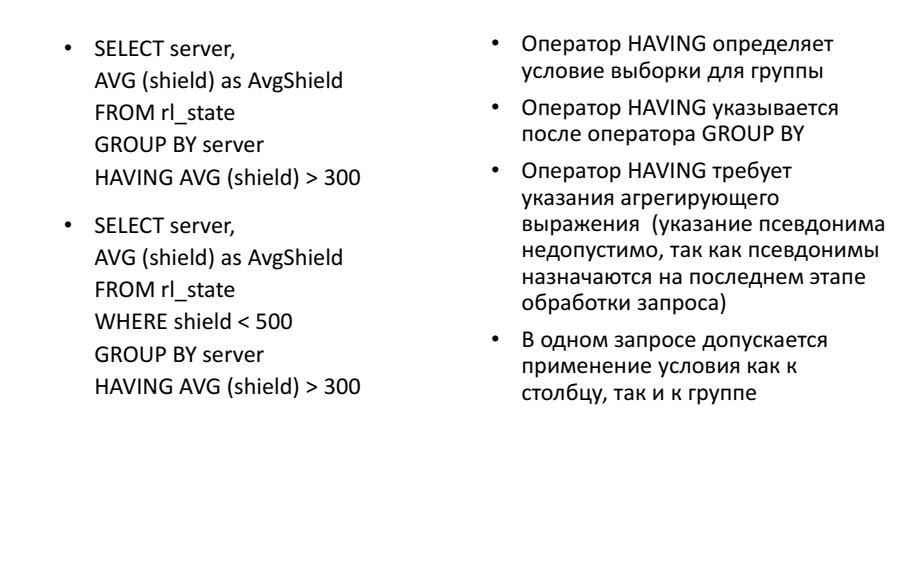 • SELECT server,
AVG (shield) as AvgShield
FROM rl_state
GROUP BY server
HAVING AVG (shield) > 300
• SELECT server,
AVG (shield) as AvgShield
FROM rl_state
WHERE shield < 500
GROUP BY server
HAVING AVG (shield) > 300
• Оператор HAVING определяет
условие выборки для группы
• Оператор HAVING указывается
после оператора GROUP BY
• Оператор HAVING требует
указания агрегирующего
выражения (указание псевдонима
недопустимо, так как псевдонимы
назначаются на последнем этапе
обработки запроса)
• В одном запросе допускается
применение условия как к
столбцу, так и к группе